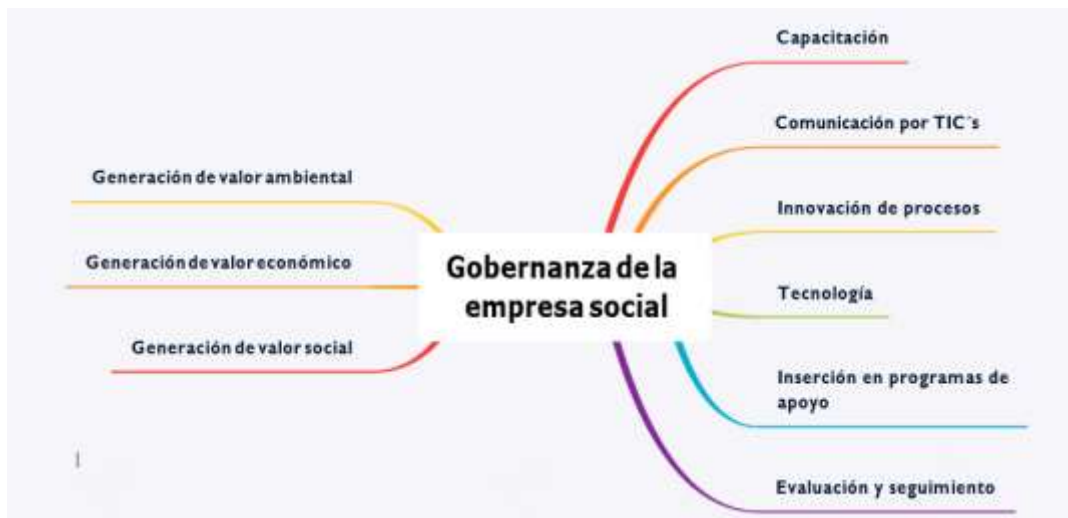 Capacitación
Comunicación por TIC´s
Innovación de procesos
Tecnología
Inserción en programas de
apoyo
Evaluación y seguimiento
Gobernanza de la
empresa social
Generación de valor ambiental
Generación de valor económico
Generación de valor social
1